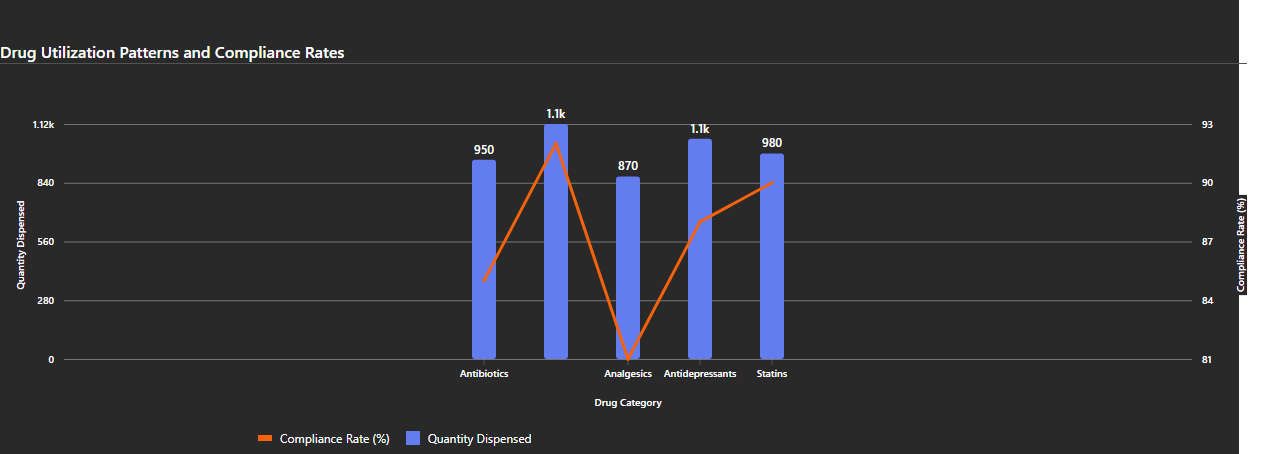 Drug Utilization Patterns and Compliance Rates
1.12k
840
560
280
0
Quantity Dispensed
950
1.1k
870
1.1k
980
93
90
87
84
81
Compliance Rate (%)
Antibiotics Analgesics Antidepressants Statins
Drug Category
Compliance Rate (%) Quantity Dispensed